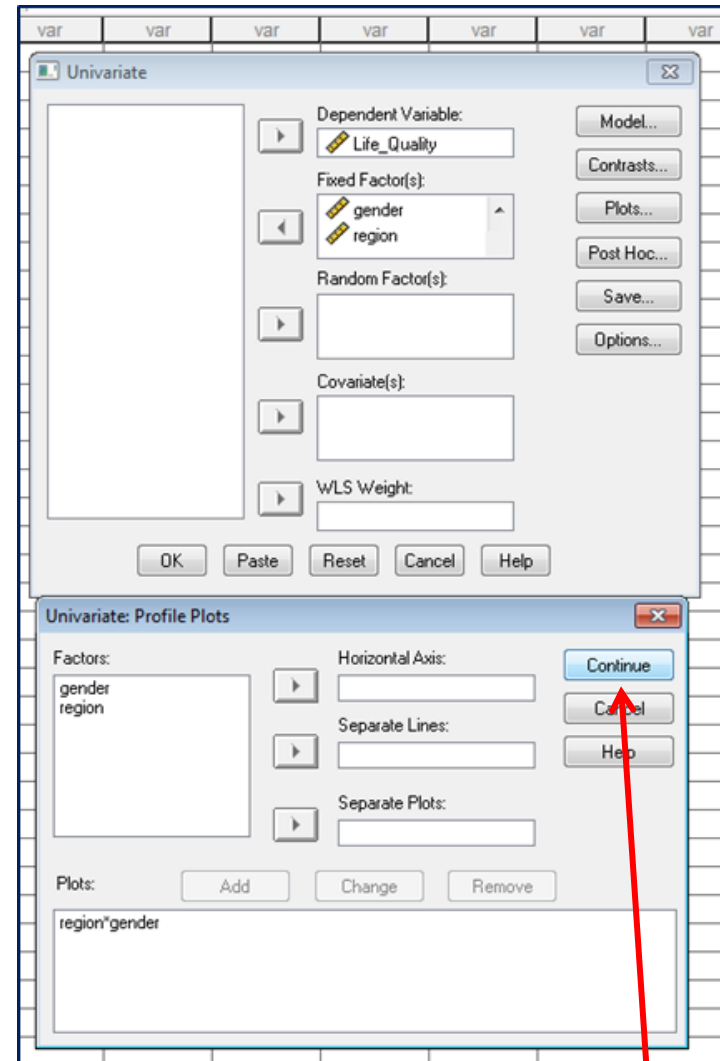 var var var var var var var
Univariate
Dependent Variable:
Life_Quality
Model...
Contrasts...
Fixed Factor(s):
gender
region
Plots...
Post Hoc...
Random Factor(s):
Save...
Options...
Covariate(s):
WLS Weight:
OK Paste Reset Cancel Help
Univariate: Profile Plots
Factors:
gender
region
Horizontal Axis:
Continue
Separate Lines:
Cancel
Help
Separate Plots:
Plots: Add Change Remove
region*gender